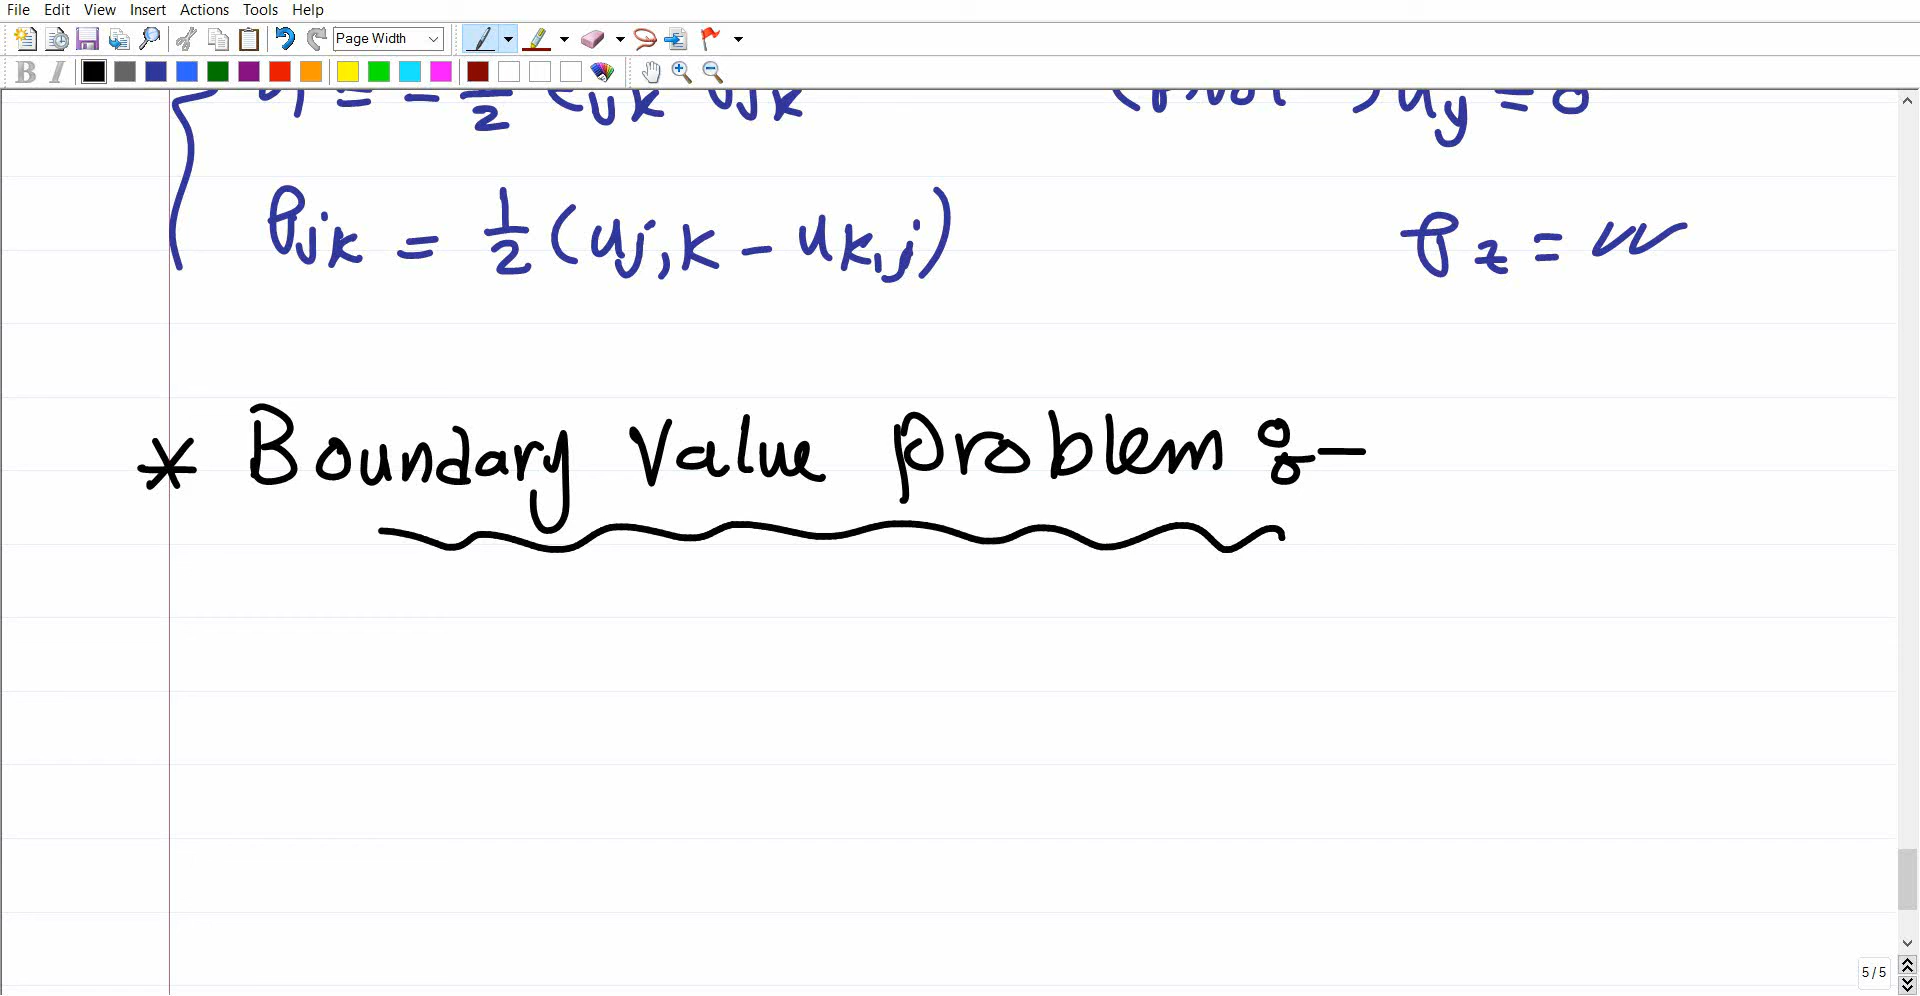 File Edit View Insert Actions Tools Help
Page Width
B I
θjk = 1/2 (uj,k - uk,j)
θz = ~~
* Boundary Value problem :-
5 / 5